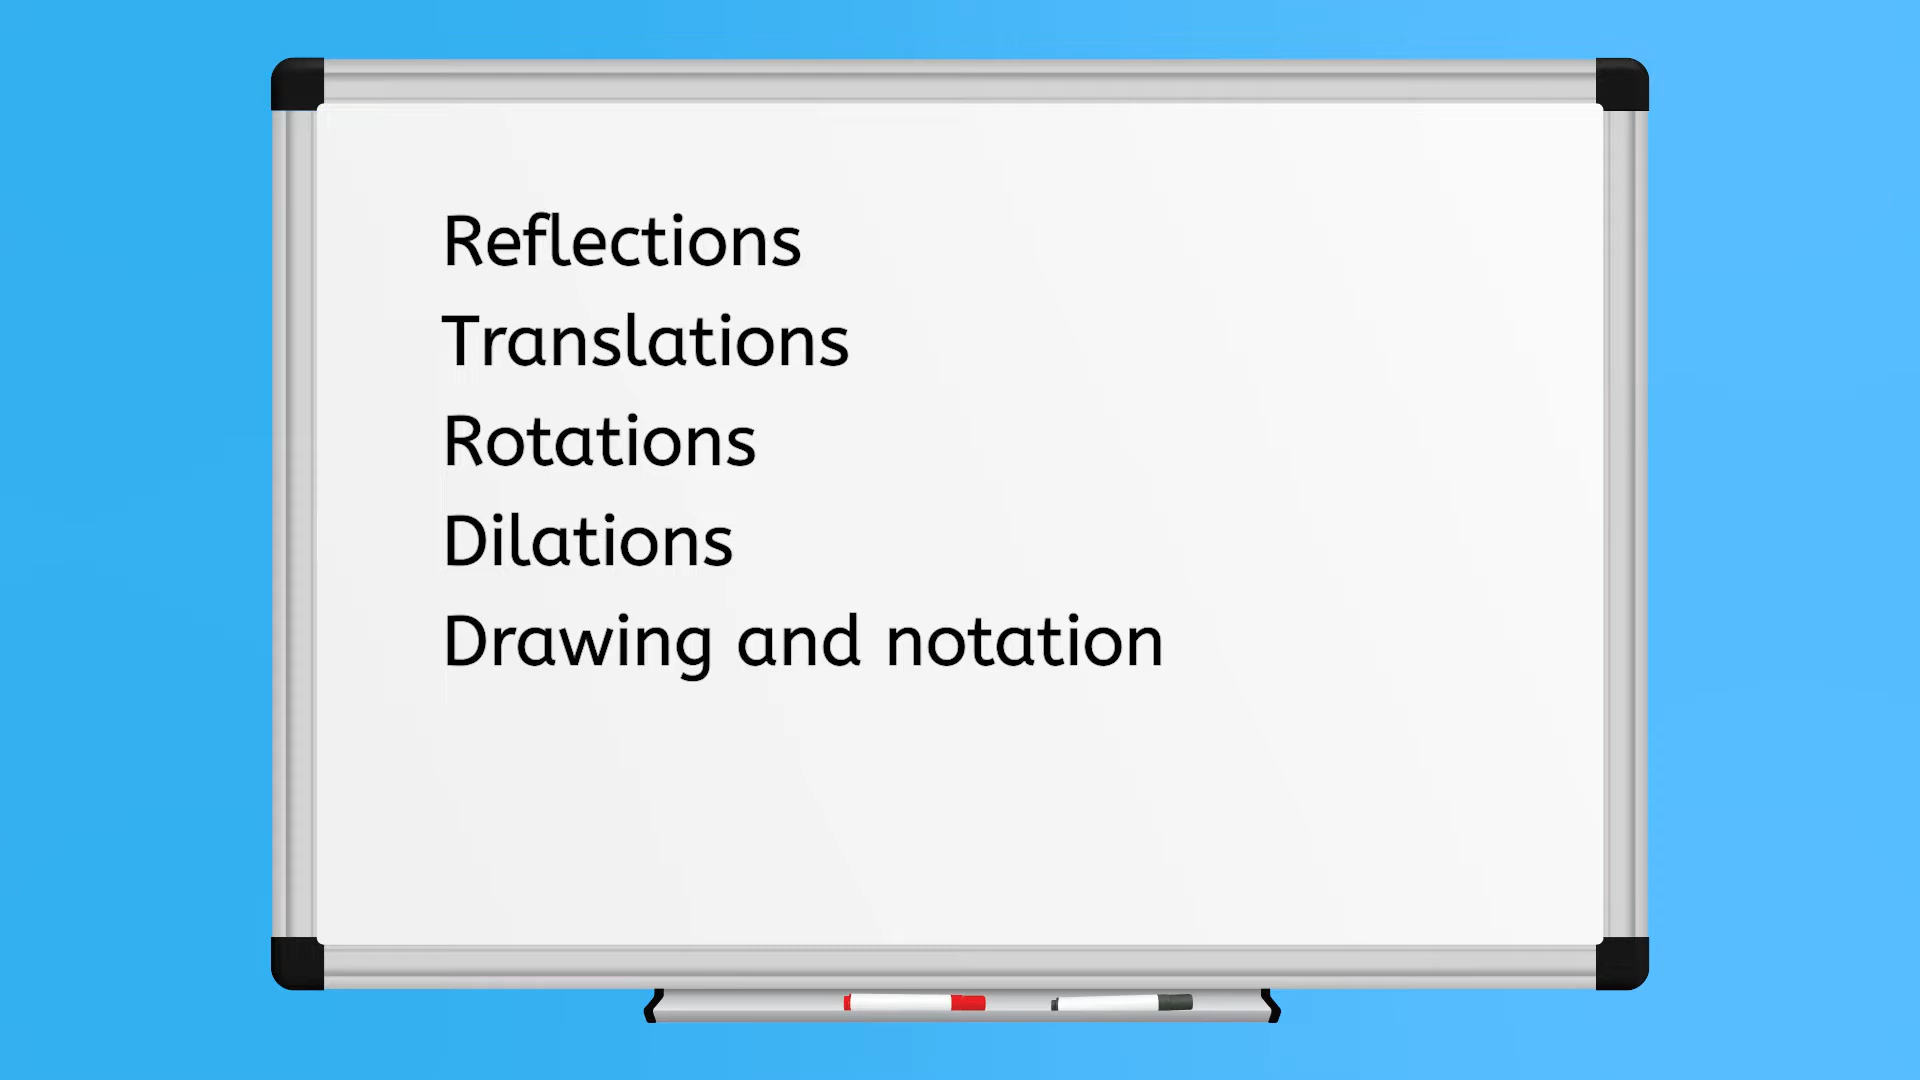 Reflections
Translations
Rotations
Dilations
Drawing and notation